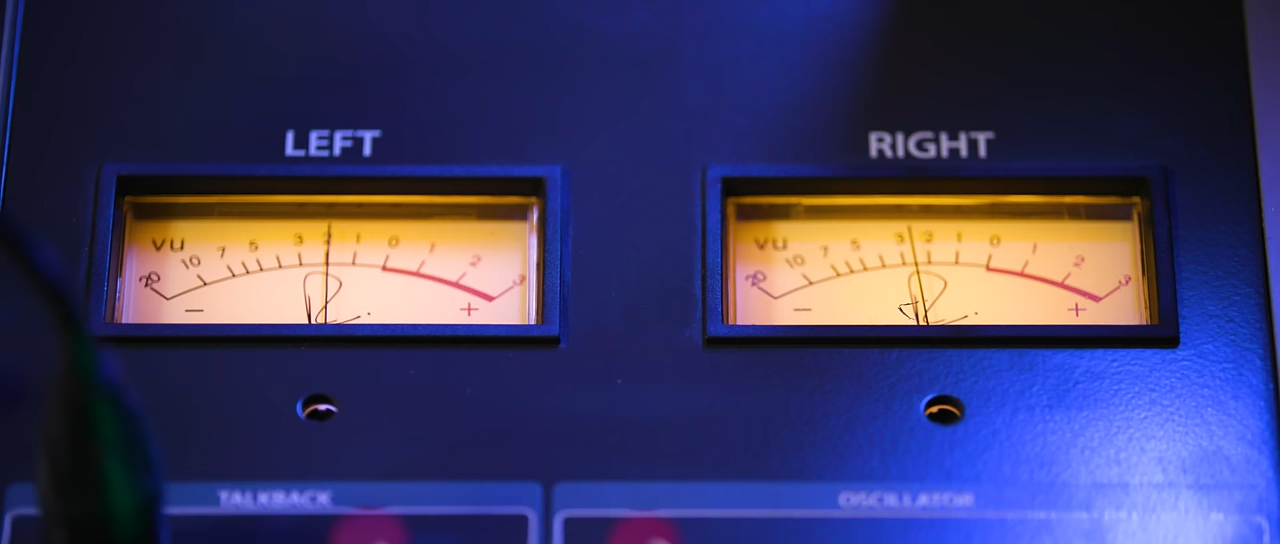 LEFT
RIGHT
VU
20 10 7 5 3 2 1 0 1 2 3
- +
VU
20 10 7 5 3 2 1 0 1 2 3
- +
TALKBACK
OSCILLATOR